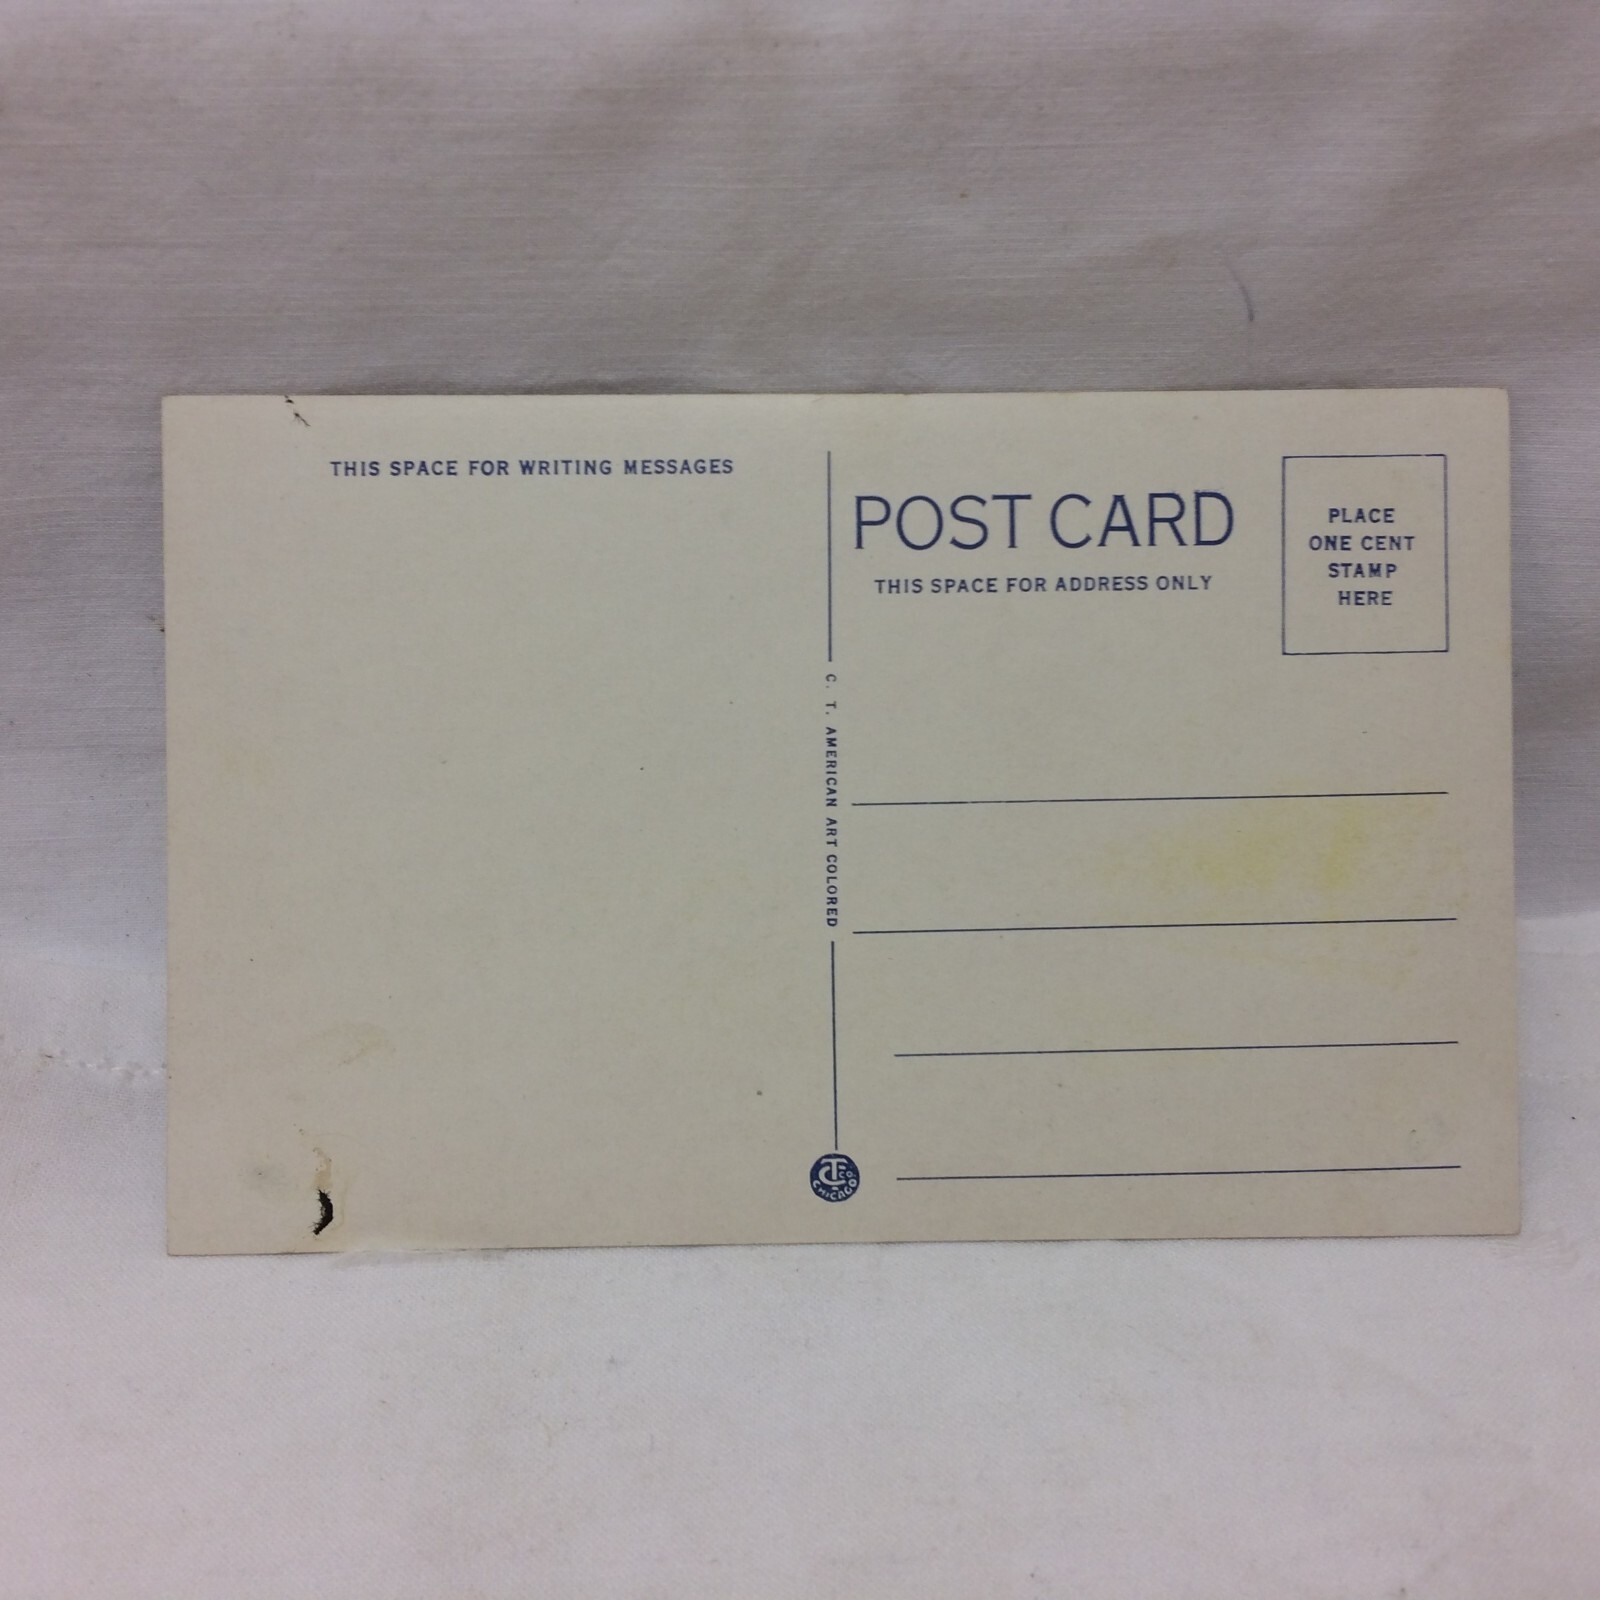 THIS SPACE FOR WRITING MESSAGES
POST CARD
THIS SPACE FOR ADDRESS ONLY
PLACE
ONE CENT
STAMP
HERE
C. T. AMERICAN ART COLORED
CT CO.
CHICAGO